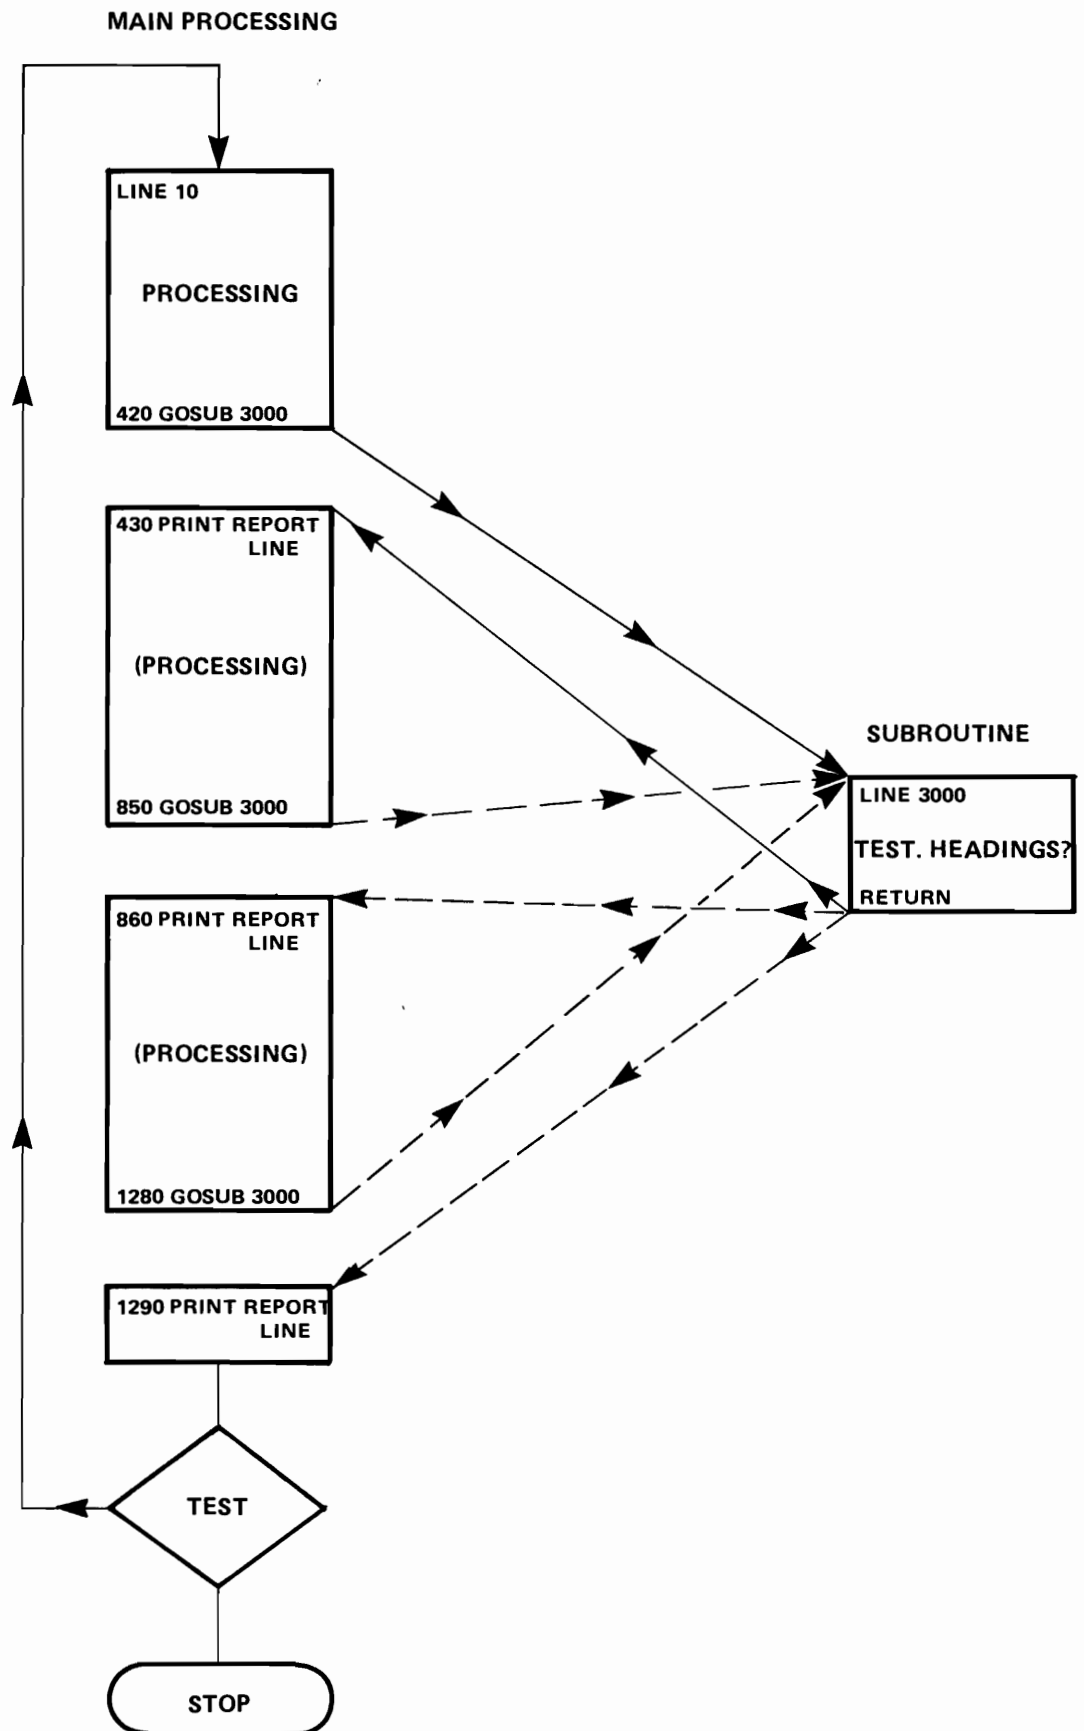 MAIN PROCESSING
LINE 10
PROCESSING
420 GOSUB 3000
430 PRINT REPORT
LINE
(PROCESSING)
850 GOSUB 3000
SUBROUTINE
LINE 3000
TEST. HEADINGS?
RETURN
860 PRINT REPORT
LINE
(PROCESSING)
1280 GOSUB 3000
1290 PRINT REPORT
LINE
TEST
STOP